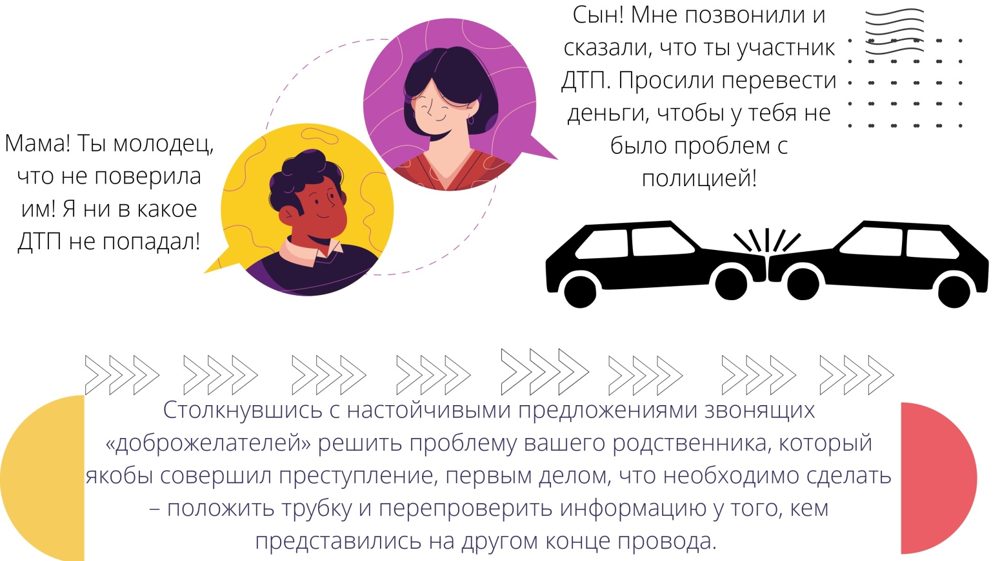 Сын! Мне позвонили и
сказали, что ты участник
ДТП. Просили перевести
деньги, чтобы у тебя не
было проблем с
полицией!
Мама! Ты молодец,
что не поверила
им! Я ни в какое
ДТП не попадал!
Столкнувшись с настойчивыми предложениями звонящих
«доброжелателей» решить проблему вашего родственника, который
якобы совершил преступление, первым делом, что необходимо сделать
– положить трубку и перепроверить информацию у того, кем
представились на другом конце провода.